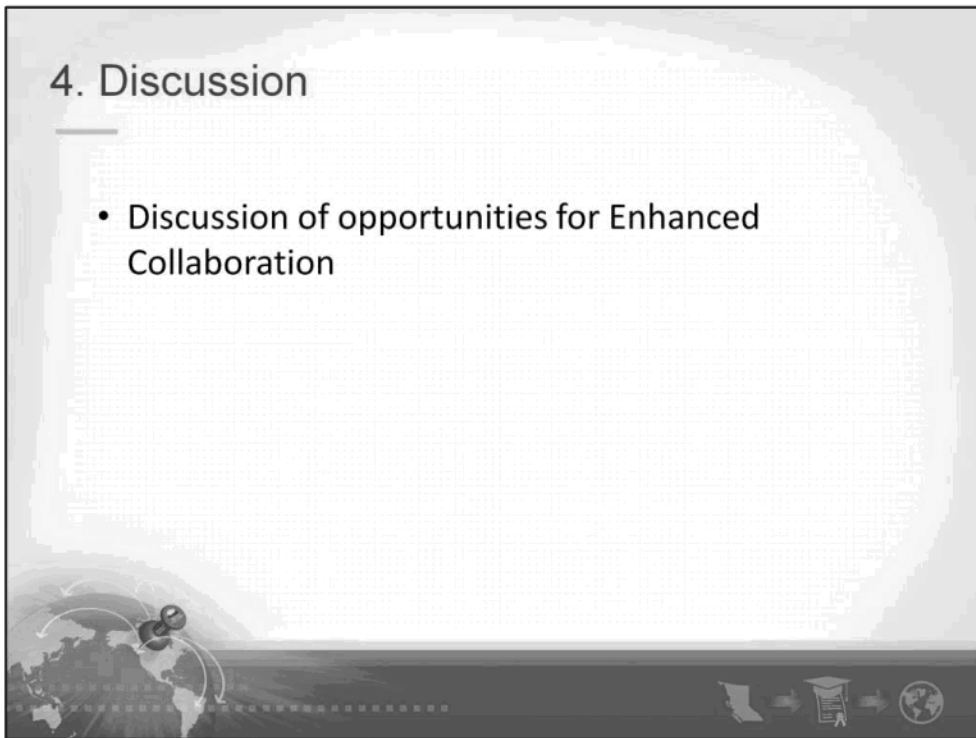 4. Discussion
• Discussion of opportunities for Enhanced
Collaboration